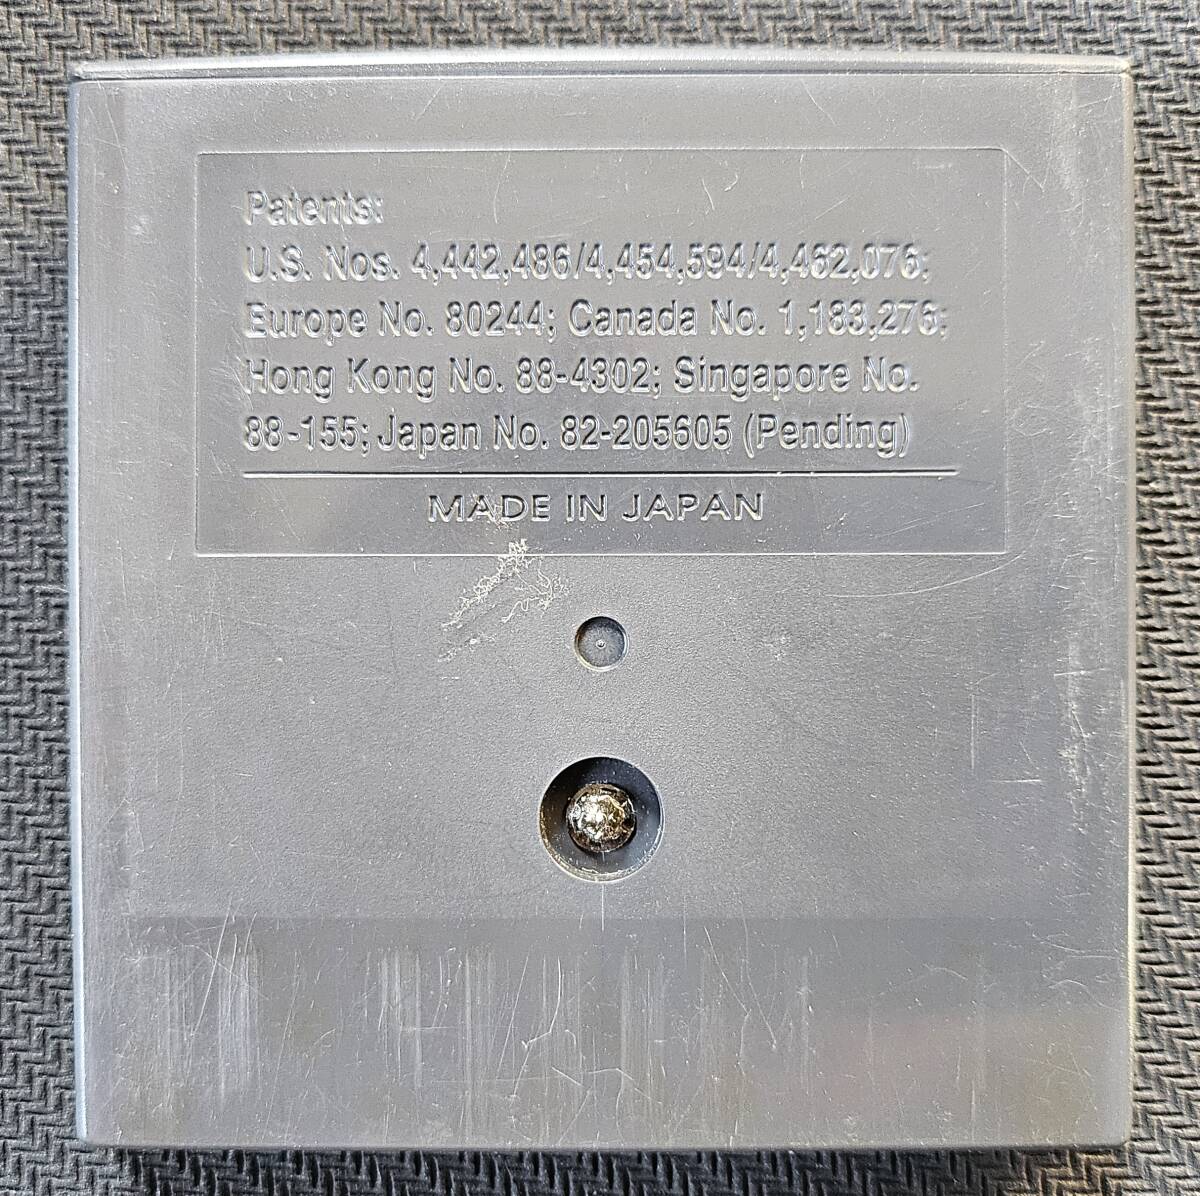 Patents:
U.S. Nos. 4,442,486/4,454,594/4,462,076;
Europe No. 80244; Canada No. 1,183,276;
Hong Kong No. 88-4302; Singapore No.
88-155; Japan No. 82-205605 (Pending)
MADE IN JAPAN